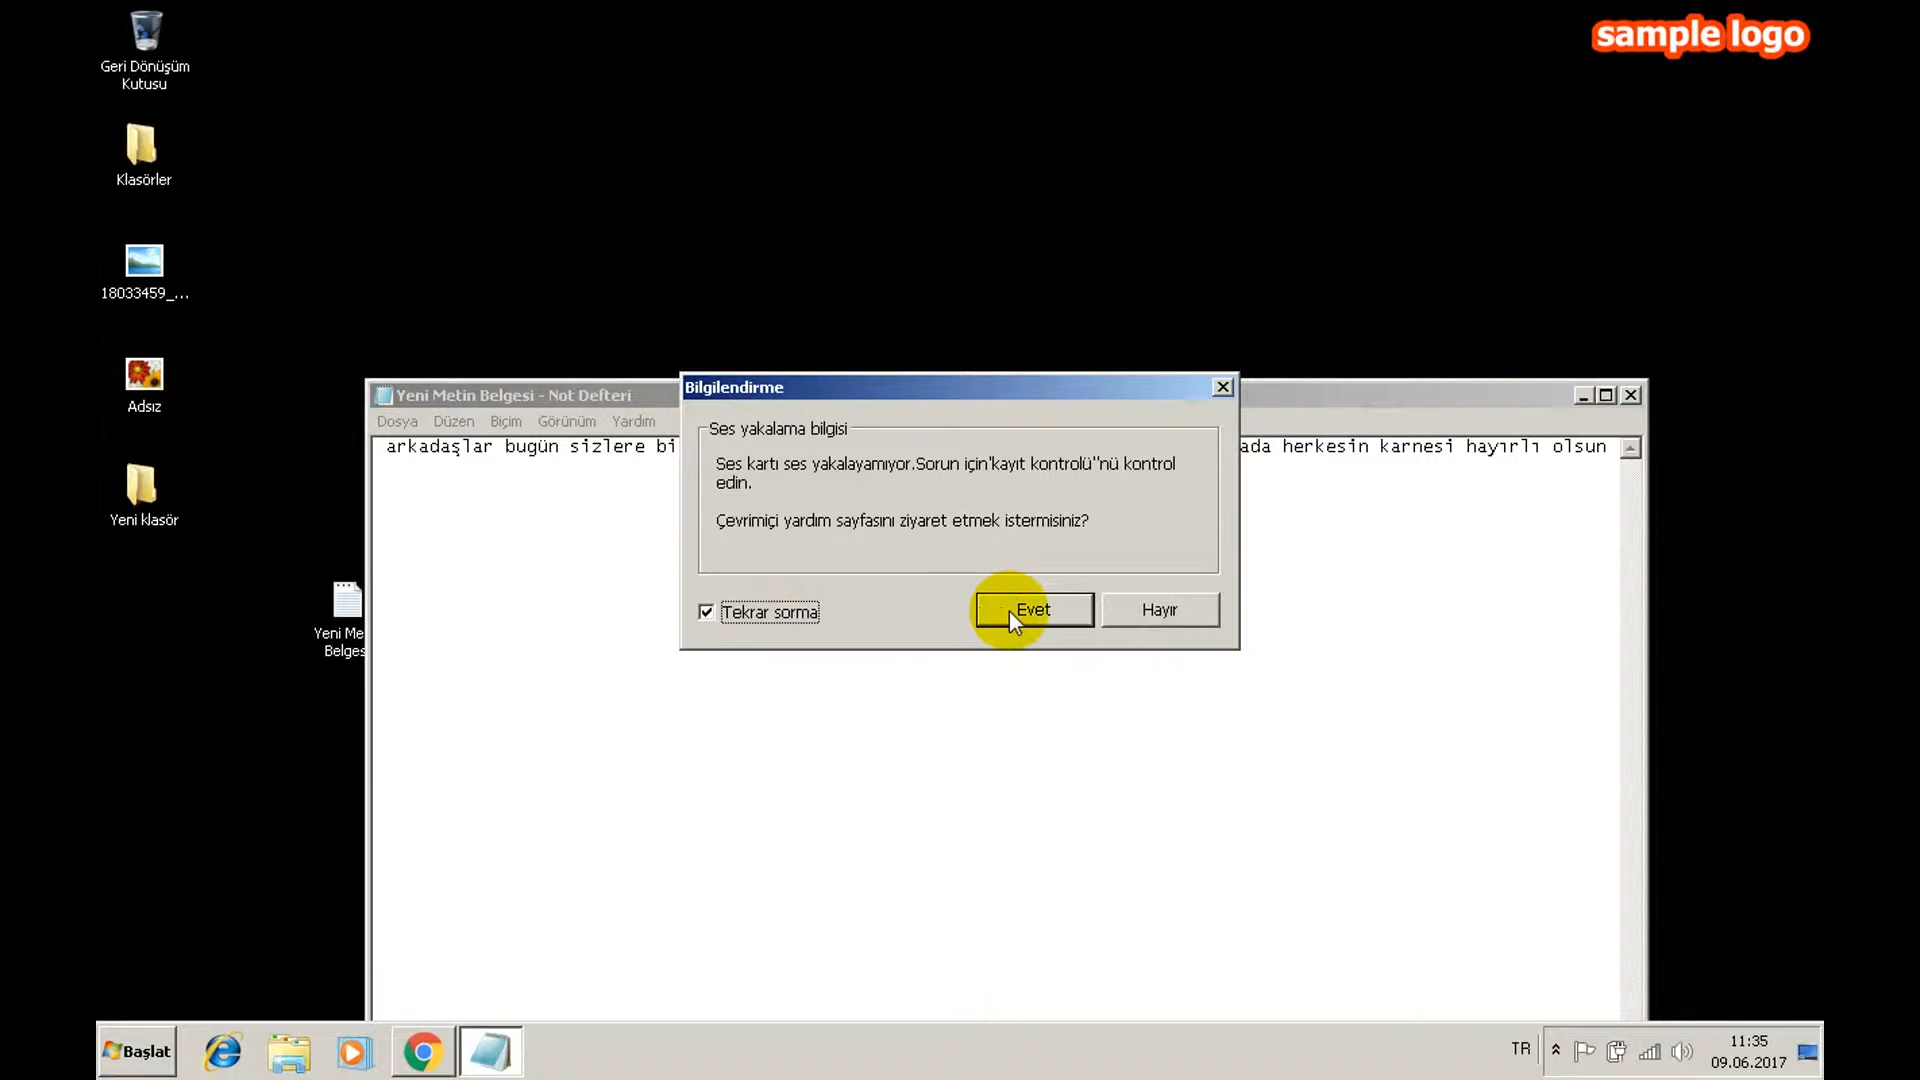 sample logo
Geri Dönüşüm
Kutusu
Klasörler
18033459_...
Adsız
Yeni klasör
Yeni Me
Belges
Yeni Metin Belgesi - Not Defteri
Dosya Düzen Biçim Görünüm Yardım
arkadaşlar bugün sizlere bi
ada herkesin karnesi hayırlı olsun
Bilgilendirme
Ses yakalama bilgisi
Ses kartı ses yakalayamıyor.Sorun için'kayıt kontrolü''nü kontrol
edin.
Çevrimiçi yardım sayfasını ziyaret etmek istermisiniz?
Tekrar sorma
Evet
Hayır
Başlat
TR
11:35
09.06.2017